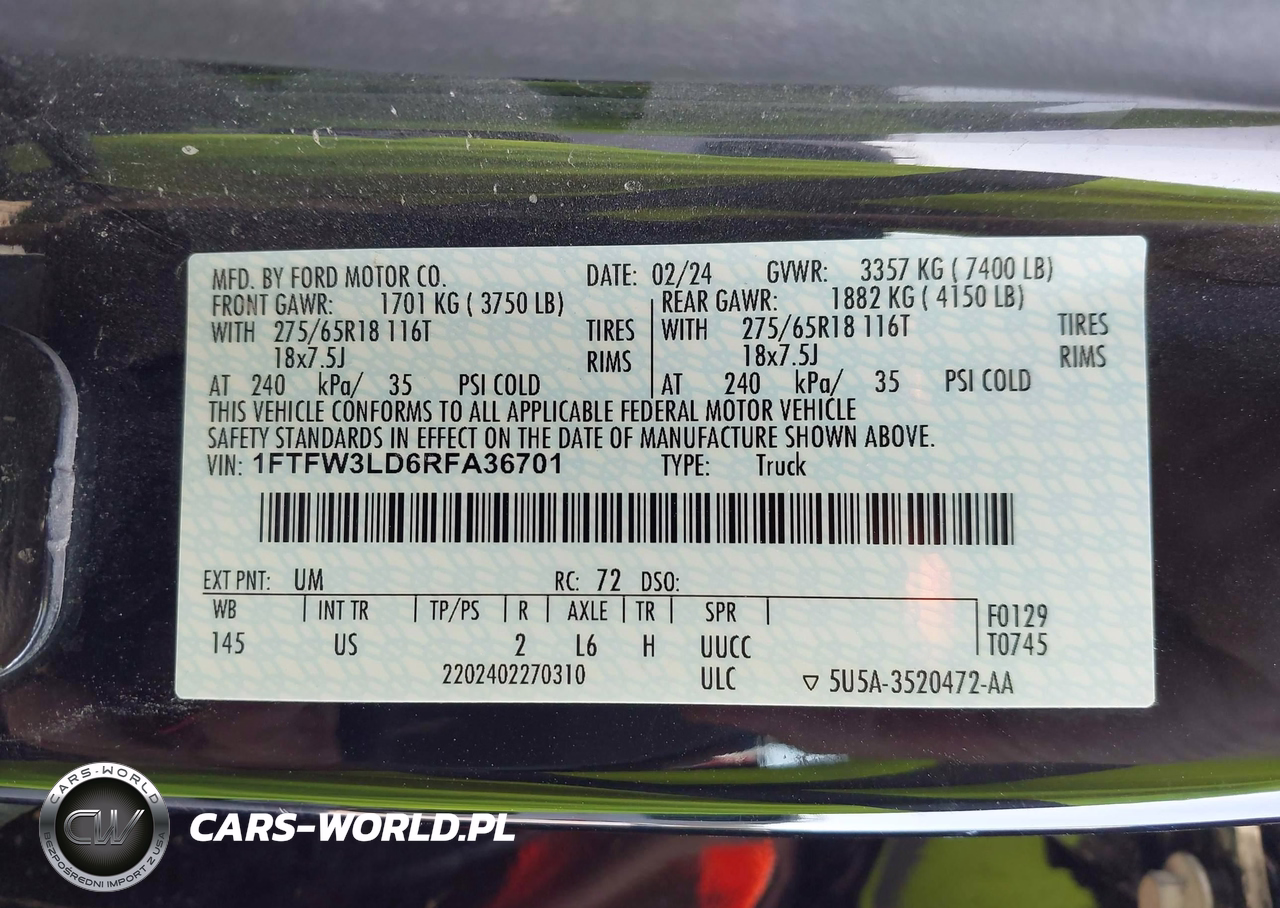 MFD. BY FORD MOTOR CO. DATE: 02/24 GVWR: 3357 KG ( 7400 LB)
FRONT GAWR: 1701 KG ( 3750 LB) REAR GAWR: 1882 KG ( 4150 LB)
WITH 275/65R18 116T TIRES WITH 275/65R18 116T TIRES
18x7.5J RIMS 18x7.5J RIMS
AT 240 kPa/ 35 PSI COLD AT 240 kPa/ 35 PSI COLD
THIS VEHICLE CONFORMS TO ALL APPLICABLE FEDERAL MOTOR VEHICLE
SAFETY STANDARDS IN EFFECT ON THE DATE OF MANUFACTURE SHOWN ABOVE.
VIN: 1FTFW3LD6RFA36701 TYPE: Truck
EXT PNT: UM RC: 72 DSO:
WB INT TR TP/PS R AXLE TR SPR F0129
145 US 2 L6 H UUCC T0745
2202402270310 ULC ▽ 5U5A-3520472-AA
CARS-WORLD
CW
BEZPOŚREDNI IMPORT Z USA
CARS-WORLD.PL